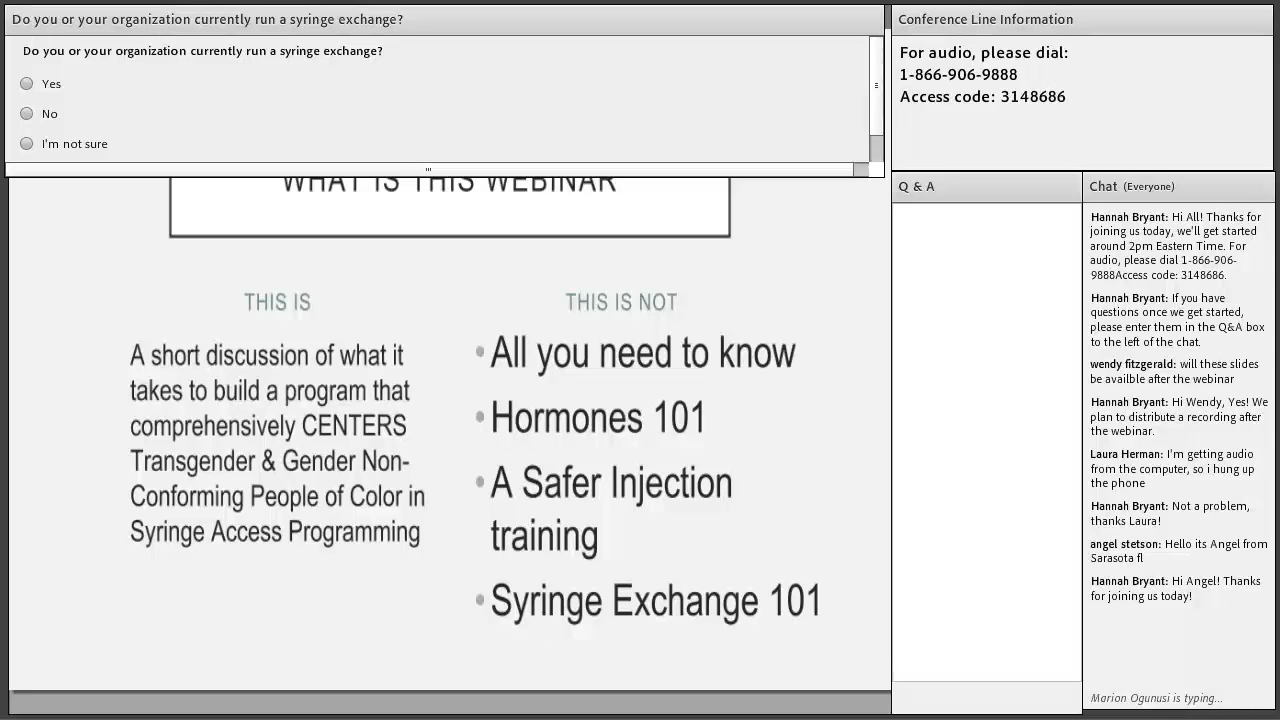 Do you or your organization currently run a syringe exchange?
Do you or your organization currently run a syringe exchange?
Yes
No
I'm not sure
WHAT IS THIS WEBINAR
THIS IS
A short discussion of what it
takes to build a program that
comprehensively CENTERS
Transgender & Gender Non-
Conforming People of Color in
Syringe Access Programming
THIS IS NOT
• All you need to know
• Hormones 101
• A Safer Injection
training
• Syringe Exchange 101
Conference Line Information
For audio, please dial:
1-866-906-9888
Access code: 3148686
Q & A
Chat (Everyone)
Hannah Bryant: Hi All! Thanks for
joining us today, we'll get started
around 2pm Eastern Time. For
audio, please dial 1-866-906-
9888Access code: 3148686.
Hannah Bryant: If you have
questions once we get started,
please enter them in the Q&A box
to the left of the chat.
wendy fitzgerald: will these slides
be availble after the webinar
Hannah Bryant: Hi Wendy, Yes! We
plan to distribute a recording after
the webinar.
Laura Herman: I'm getting audio
from the computer, so i hung up
the phone
Hannah Bryant: Not a problem,
thanks Laura!
angel stetson: Hello its Angel from
Sarasota fl
Hannah Bryant: Hi Angel! Thanks
for joining us today!
Marion Ogunusi is typing...